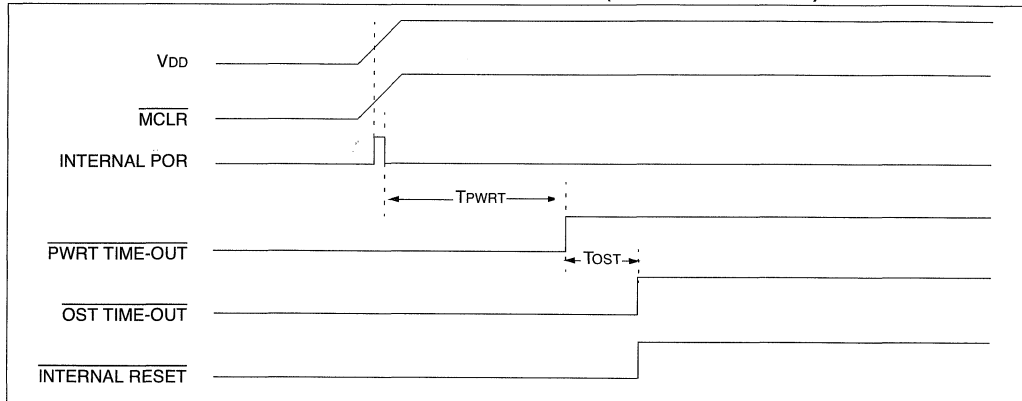 VDD
MCLR
INTERNAL POR
TPWRT
PWRT TIME-OUT
TOST
OST TIME-OUT
INTERNAL RESET